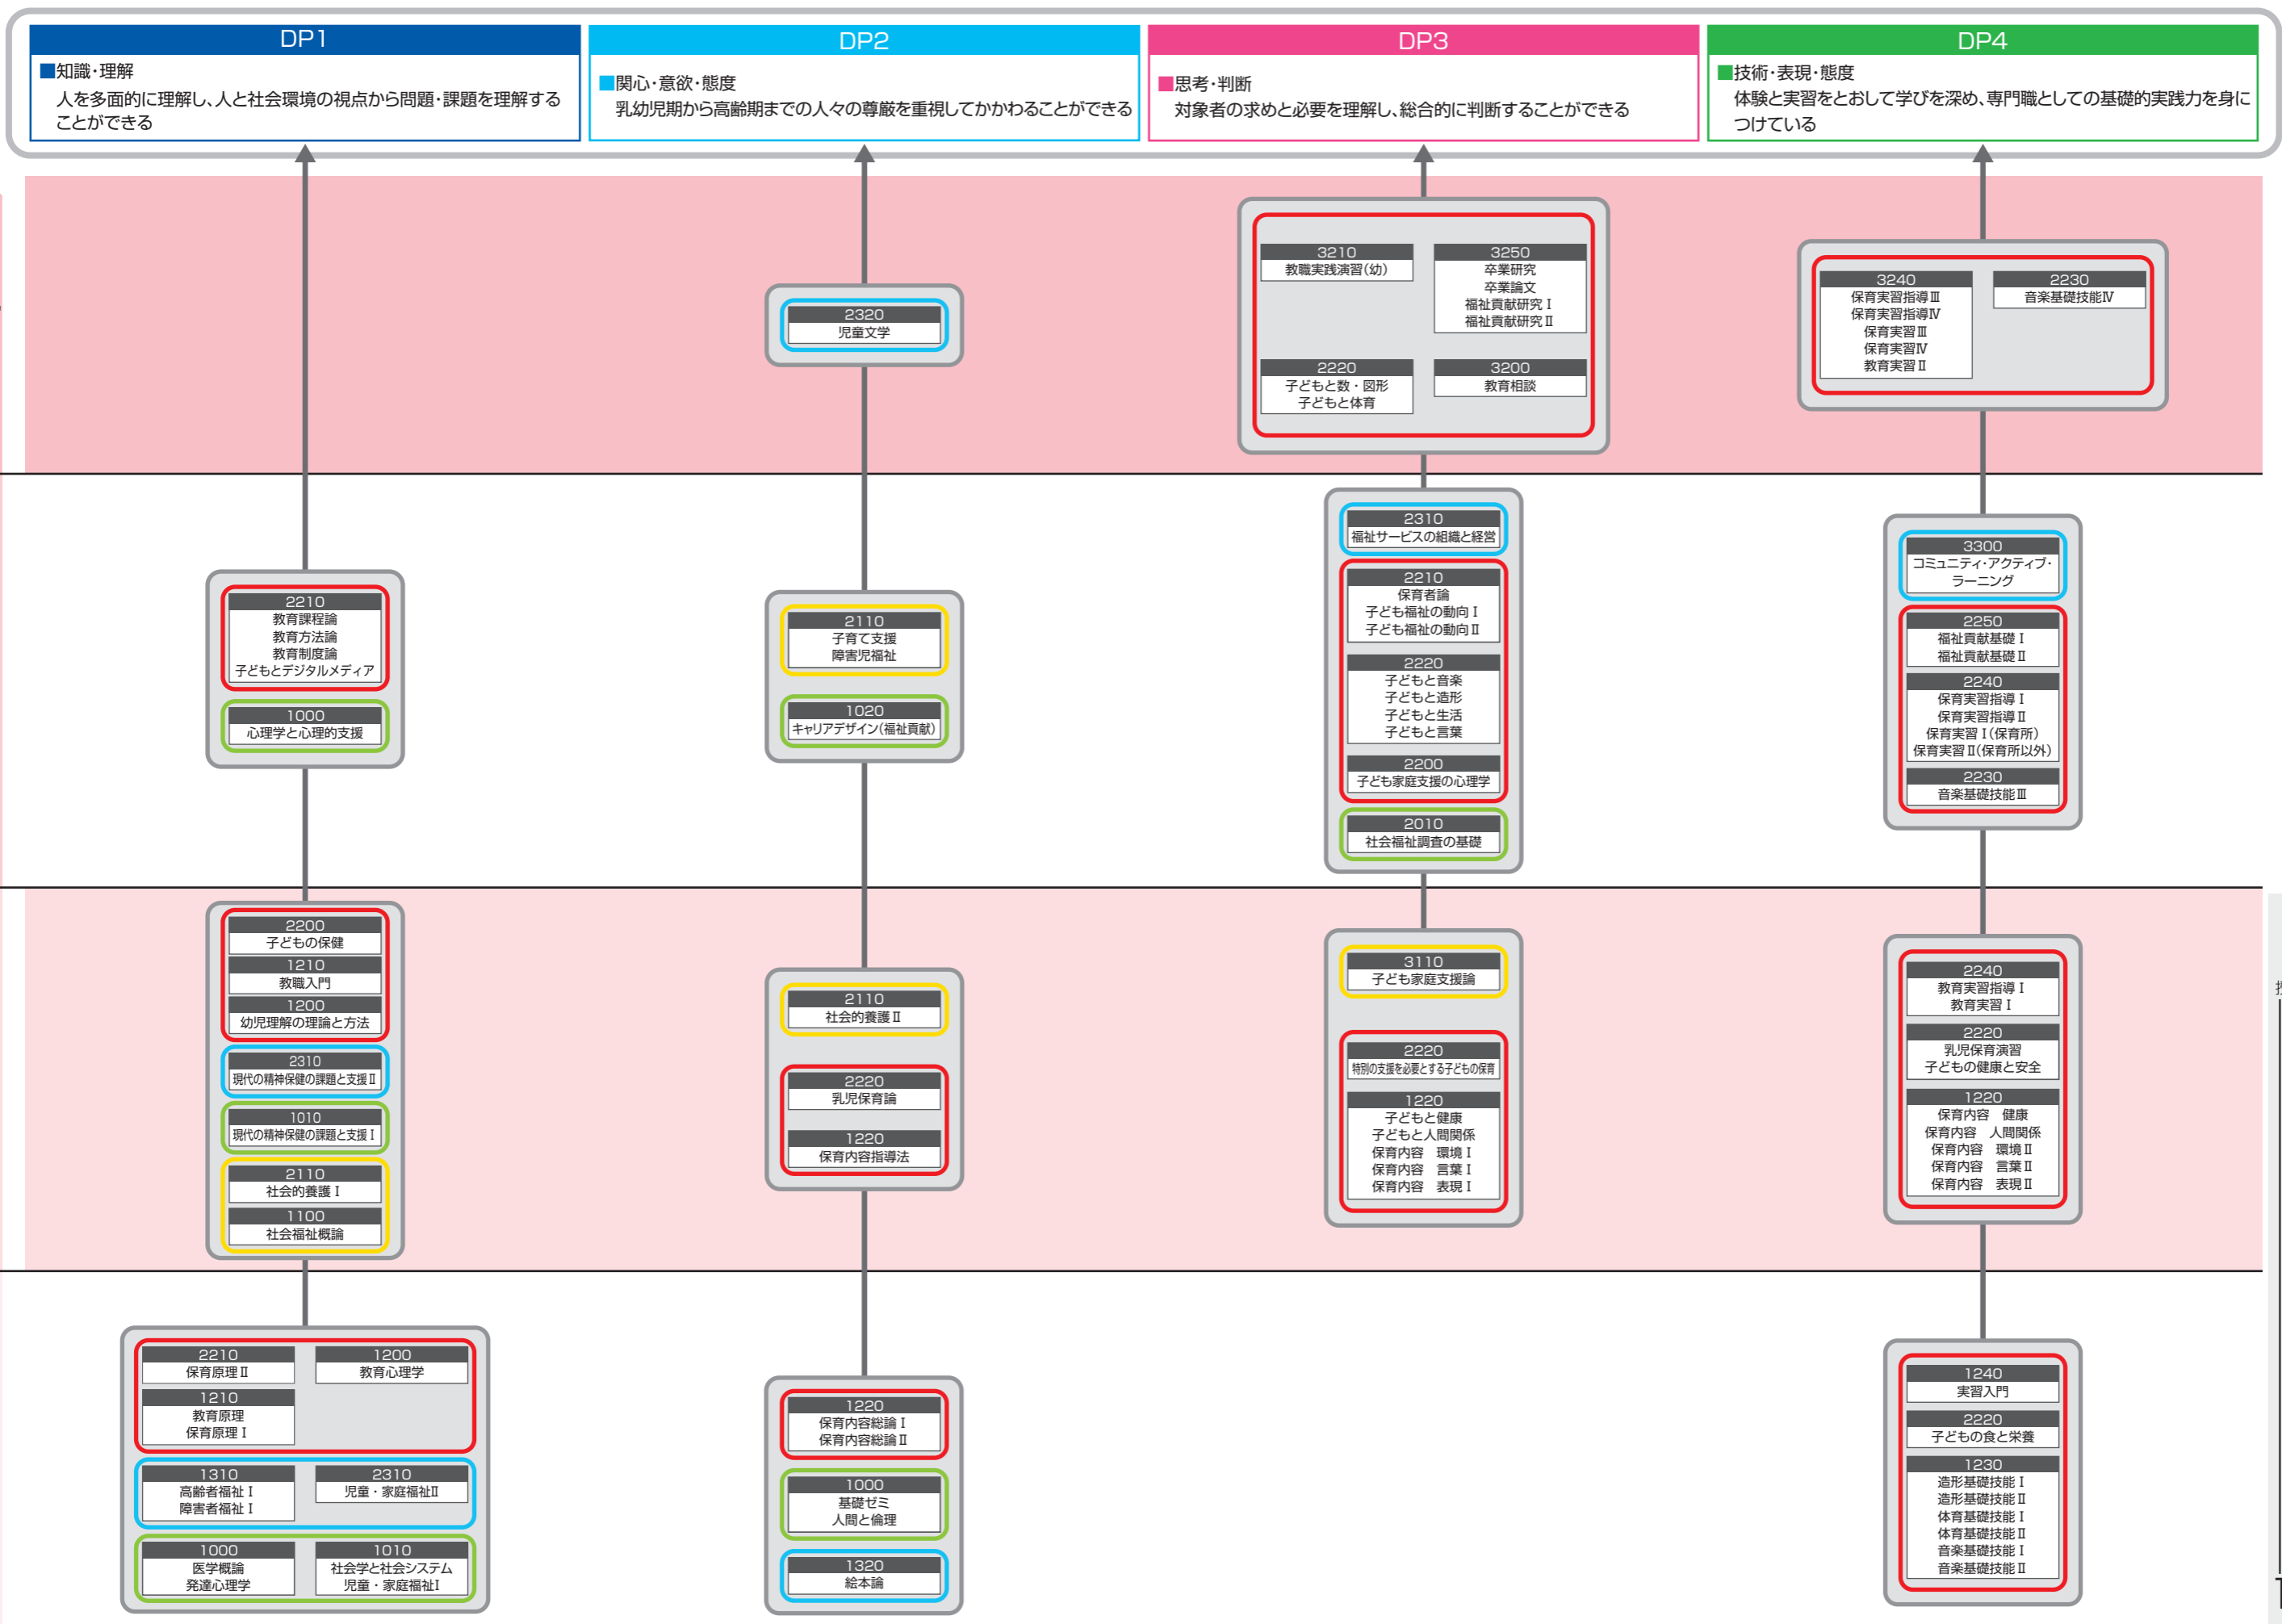 DP1
■知識・理解
人を多面的に理解し、人と社会環境の視点から問題・課題を理解する
ことができる
DP2
■関心・意欲・態度
乳幼児期から高齢期までの人々の尊厳を重視してかかわることができる
DP3
■思考・判断
対象者の求めと必要を理解し、総合的に判断することができる
DP4
■技術・表現・態度
体験と実習をとおして学びを深め、専門職としての基礎的実践力を身に
つけている
2320
児童文学
3210
教職実践演習（幼）
3250
卒業研究
卒業論文
福祉貢献研究Ⅰ
福祉貢献研究Ⅱ
2220
子どもと数・図形
子どもと体育
3200
教育相談
3240
保育実習指導Ⅲ
保育実習指導Ⅳ
保育実習Ⅲ
保育実習Ⅳ
教育実習Ⅱ
2230
音楽基礎技能Ⅳ
2210
教育課程論
教育方法論
教育制度論
子どもとデジタルメディア
1000
心理学と心理的支援
2110
子育て支援
障害児福祉
1020
キャリアデザイン（福祉貢献）
2310
福祉サービスの組織と経営
2210
保育者論
子ども福祉の動向Ⅰ
子ども福祉の動向Ⅱ
2220
子どもと音楽
子どもと造形
子どもと生活
子どもと言葉
2200
子ども家庭支援の心理学
2010
社会福祉調査の基礎
3300
コミュニティ・アクティブ・
ラーニング
2250
福祉貢献基礎Ⅰ
福祉貢献基礎Ⅱ
2240
保育実習指導Ⅰ
保育実習指導Ⅱ
保育実習Ⅰ（保育所）
保育実習Ⅱ（保育所以外）
2230
音楽基礎技能Ⅲ
2200
子どもの保健
1210
教職入門
1200
幼児理解の理論と方法
2310
現代の精神保健の課題と支援Ⅱ
1010
現代の精神保健の課題と支援Ⅰ
2110
社会的養護Ⅰ
1100
社会福祉概論
2110
社会的養護Ⅱ
2220
乳児保育論
1220
保育内容指導法
3110
子ども家庭支援論
2220
特別の支援を必要とする子どもの保育
1220
子どもと健康
子どもと人間関係
保育内容　環境Ⅰ
保育内容　言葉Ⅰ
保育内容　表現Ⅰ
2240
教育実習指導Ⅰ
教育実習Ⅰ
2220
乳児保育演習
子どもの健康と安全
1220
保育内容　健康
保育内容　人間関係
保育内容　環境Ⅱ
保育内容　言葉Ⅱ
保育内容　表現Ⅱ
2210
保育原理Ⅱ
1200
教育心理学
1210
教育原理
保育原理Ⅰ
1310
高齢者福祉Ⅰ
障害者福祉Ⅰ
2310
児童・家庭福祉Ⅱ
1000
医学概論
発達心理学
1010
社会学と社会システム
児童・家庭福祉Ⅰ
1220
保育内容総論Ⅰ
保育内容総論Ⅱ
1000
基礎ゼミ
人間と倫理
1320
絵本論
1240
実習入門
2220
子どもの食と栄養
1230
造形基礎技能Ⅰ
造形基礎技能Ⅱ
体育基礎技能Ⅰ
体育基礎技能Ⅱ
音楽基礎技能Ⅰ
音楽基礎技能Ⅱ